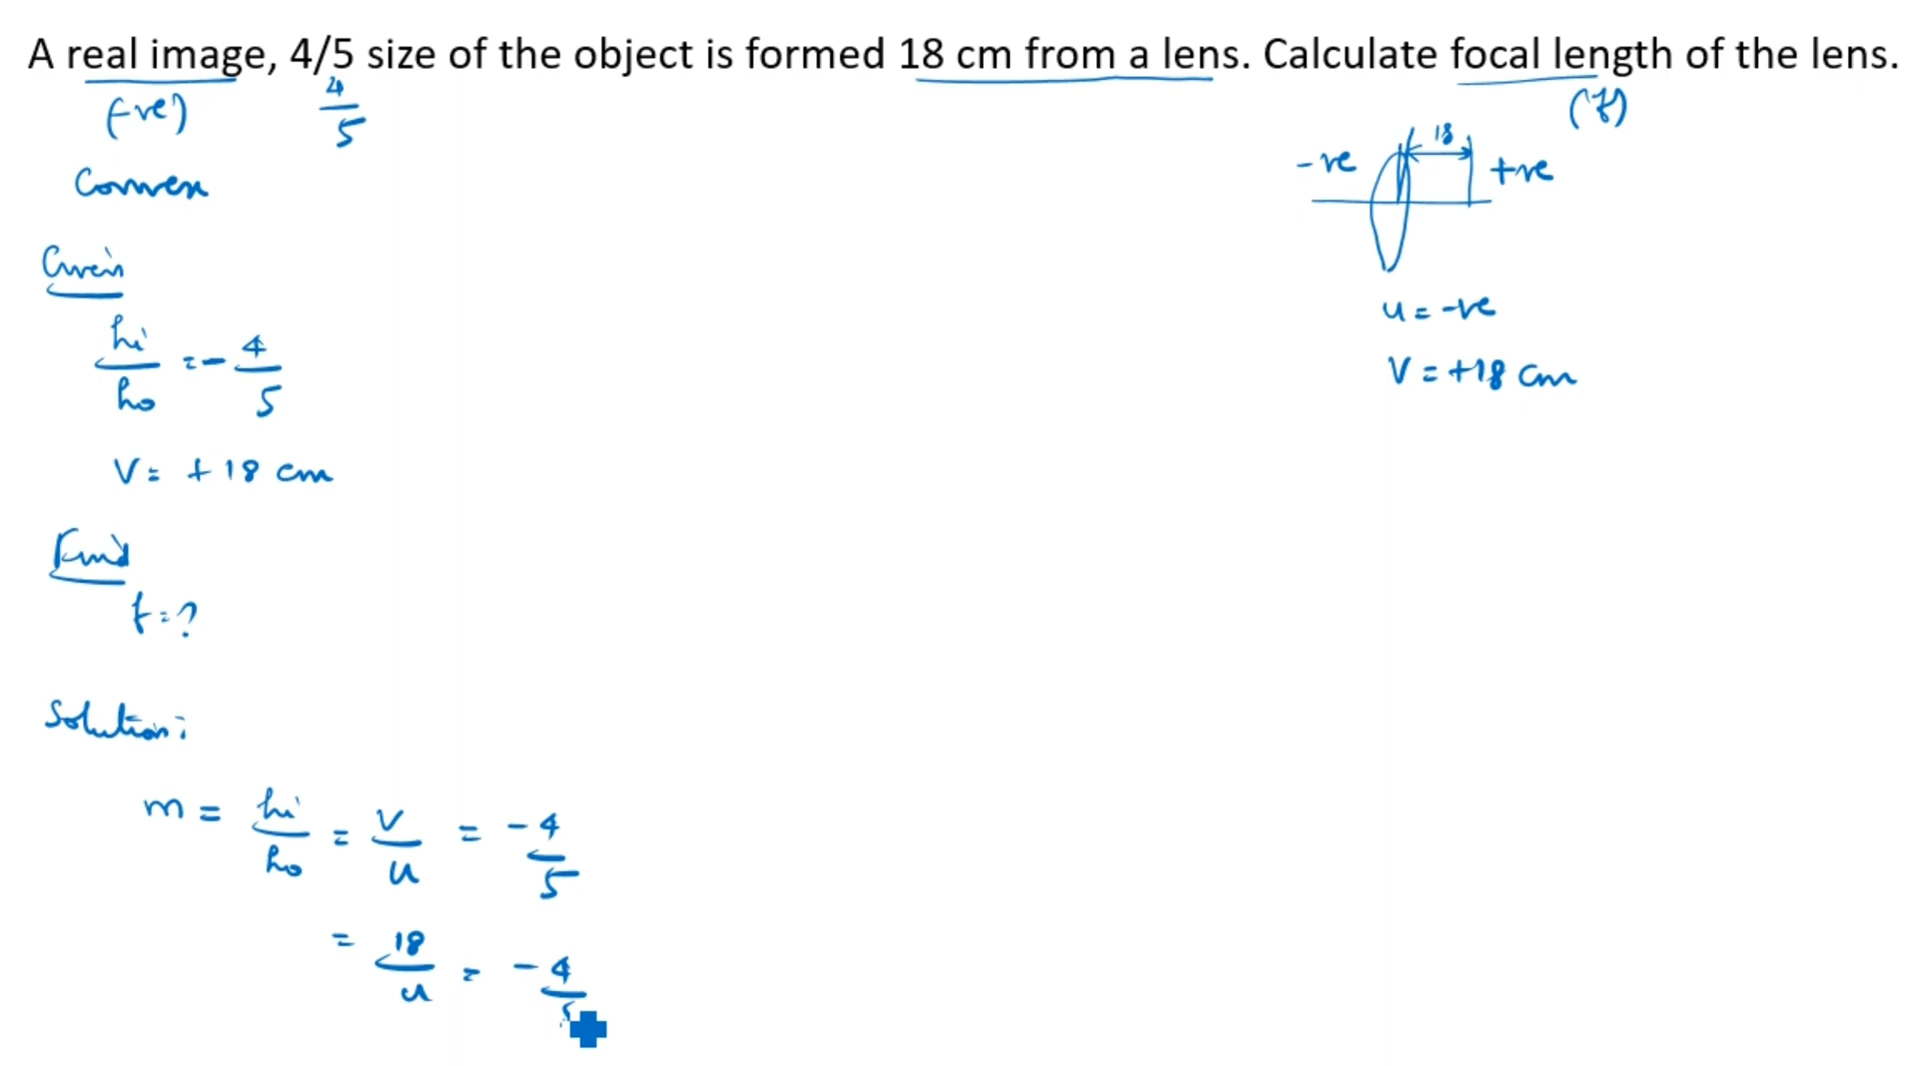 A real image, 4/5 size of the object is formed 18 cm from a lens. Calculate focal length of the lens.
(-ve) 4/5 (f)
Convex
-ve 18 +ve
u = -ve
V = +18 cm
Given
hi/ho = - 4/5
V = + 18 cm
Find
f = ?
Solution:
m = hi/ho = V/u = -4/5
= 18/u = -4/5